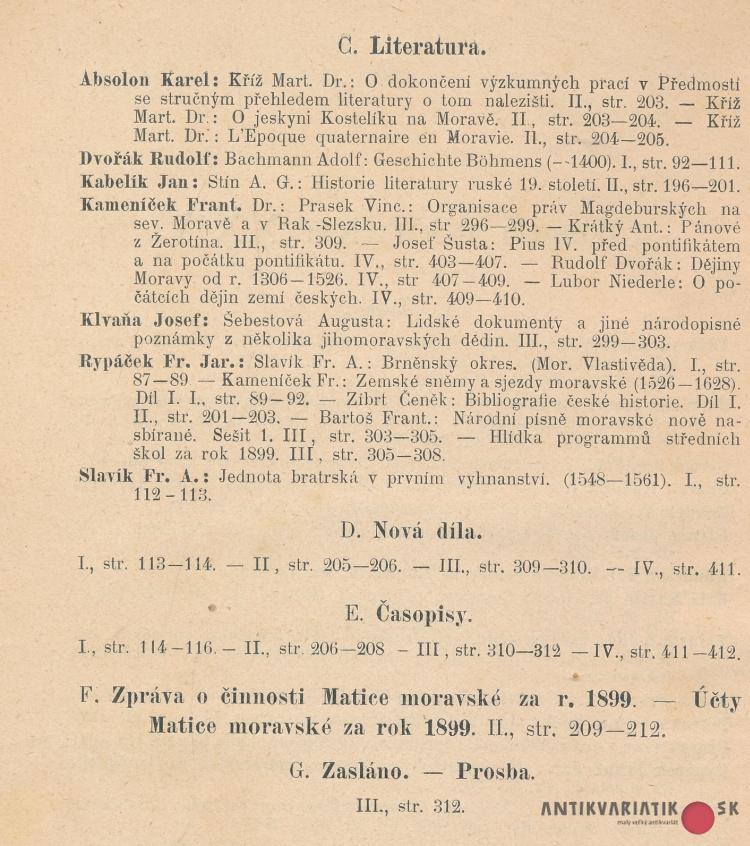 C. Literatura.
Absolon Karel: Kříž Mart. Dr.: O dokončení výzkumných prací v Předmostí
se stručným přehledem literatury o tom nalezišti. II., str. 203. — Kříž
Mart. Dr.: O jeskyni Kostelíku na Moravě. II., str. 203—204. — Kříž
Mart. Dr.: L'Epoque quaternaire en Moravie. II., str. 204—205.
Dvořák Rudolf: Bachmann Adolf: Geschichte Böhmens (—1400). I., str. 92—111.
Kabelík Jan: Stín A. G.: Historie literatury ruské 19. století. II., str. 196—201.
Kameníček Frant. Dr.: Prasek Vinc.: Organisace práv Magdeburských na
sev. Moravě a v Rak-Slezsku. III., str 296—299. — Krátký Ant.: Pánové
z Žerotína. III., str. 309. — Josef Šusta: Pius IV. před pontifikátem
a na počátku pontifikátu. IV., str. 403—407. — Rudolf Dvořák: Dějiny
Moravy od r. 1306—1526. IV., str 407—409. — Lubor Niederle: O po-
čátcích dějin zemí českých. IV., str. 409—410.
Klvaňa Josef: Šebestová Augusta: Lidské dokumenty a jiné národopisné
poznámky z několika jihomoravských dědin. III., str. 299—303.
Rypáček Fr. Jar.: Slavík Fr. A.: Brněnský okres. (Mor. Vlastivěda). I., str.
87—89 — Kameníček Fr.: Zemské sněmy a sjezdy moravské (1526—1628).
Díl I. I., str. 89—92. — Zíbrt Čeněk: Bibliografie české historie. Díl I.
II., str. 201—203. — Bartoš Frant.: Národní písně moravské nově na-
sbírané. Sešit 1. III, str. 303—305. — Hlídka programmů středních
škol za rok 1899. III, str. 305—308.
Slavík Fr. A.: Jednota bratrská v prvním vyhnanství. (1548—1561). I., str.
112—113.
D. Nová díla.
I., str. 113—114. — II, str. 205—206. — III., str. 309—310. — IV., str. 411.
E. Časopisy.
I., str. 114—116. — II., str. 206—208 — III, str. 310—312 — IV., str. 411—412.
F. Zpráva o činnosti Matice moravské za r. 1899. — Účty
Matice moravské za rok 1899. II., str. 209—212.
G. Zasláno. — Prosba.
III., str. 312.
ANTIKVARIATIK SK
malý veľký antikvariát